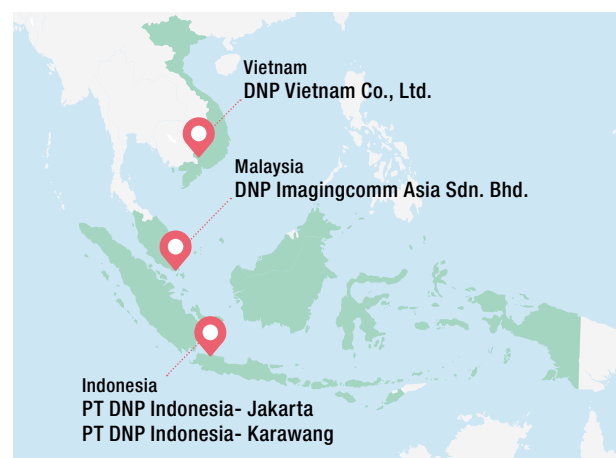 Vietnam
DNP Vietnam Co., Ltd.
Malaysia
DNP Imagingcomm Asia Sdn. Bhd.
Indonesia
PT DNP Indonesia- Jakarta
PT DNP Indonesia- Karawang